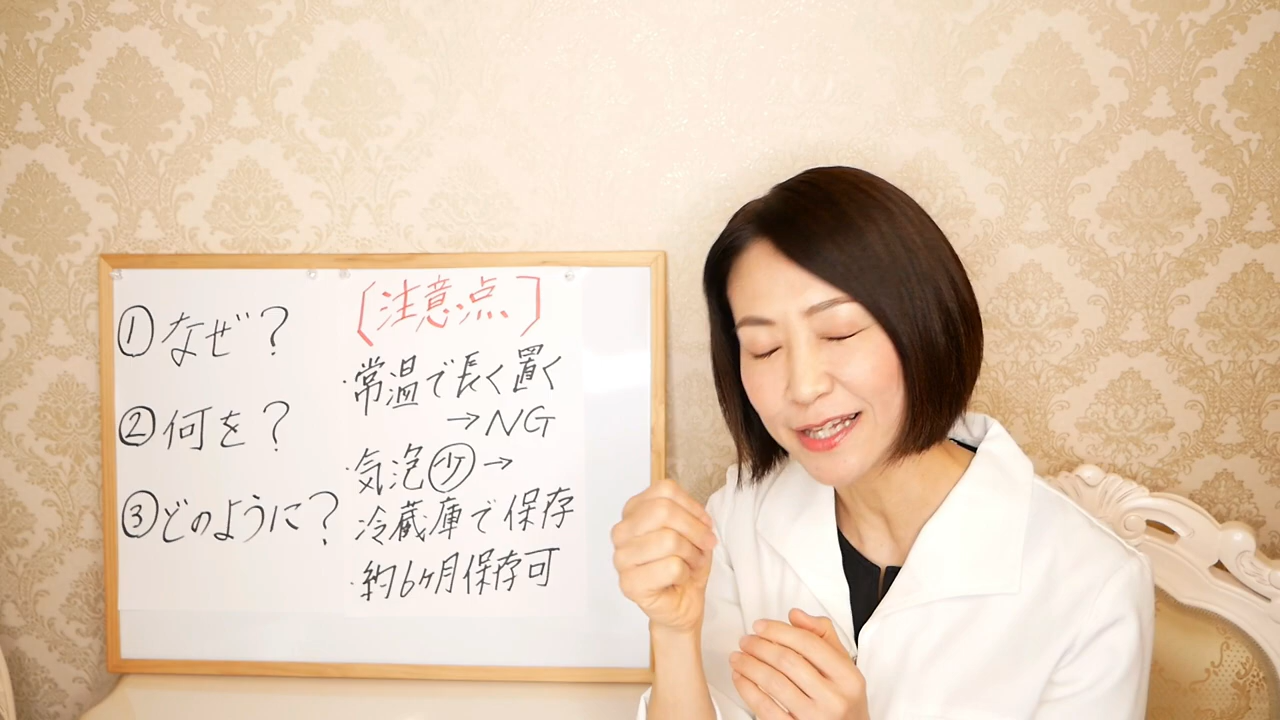 ①なぜ?
②何を?
③どのように?
[注意点]
・常温で長く置く
→NG
・気泡少→
冷蔵庫で保存
・約6ヶ月保存可